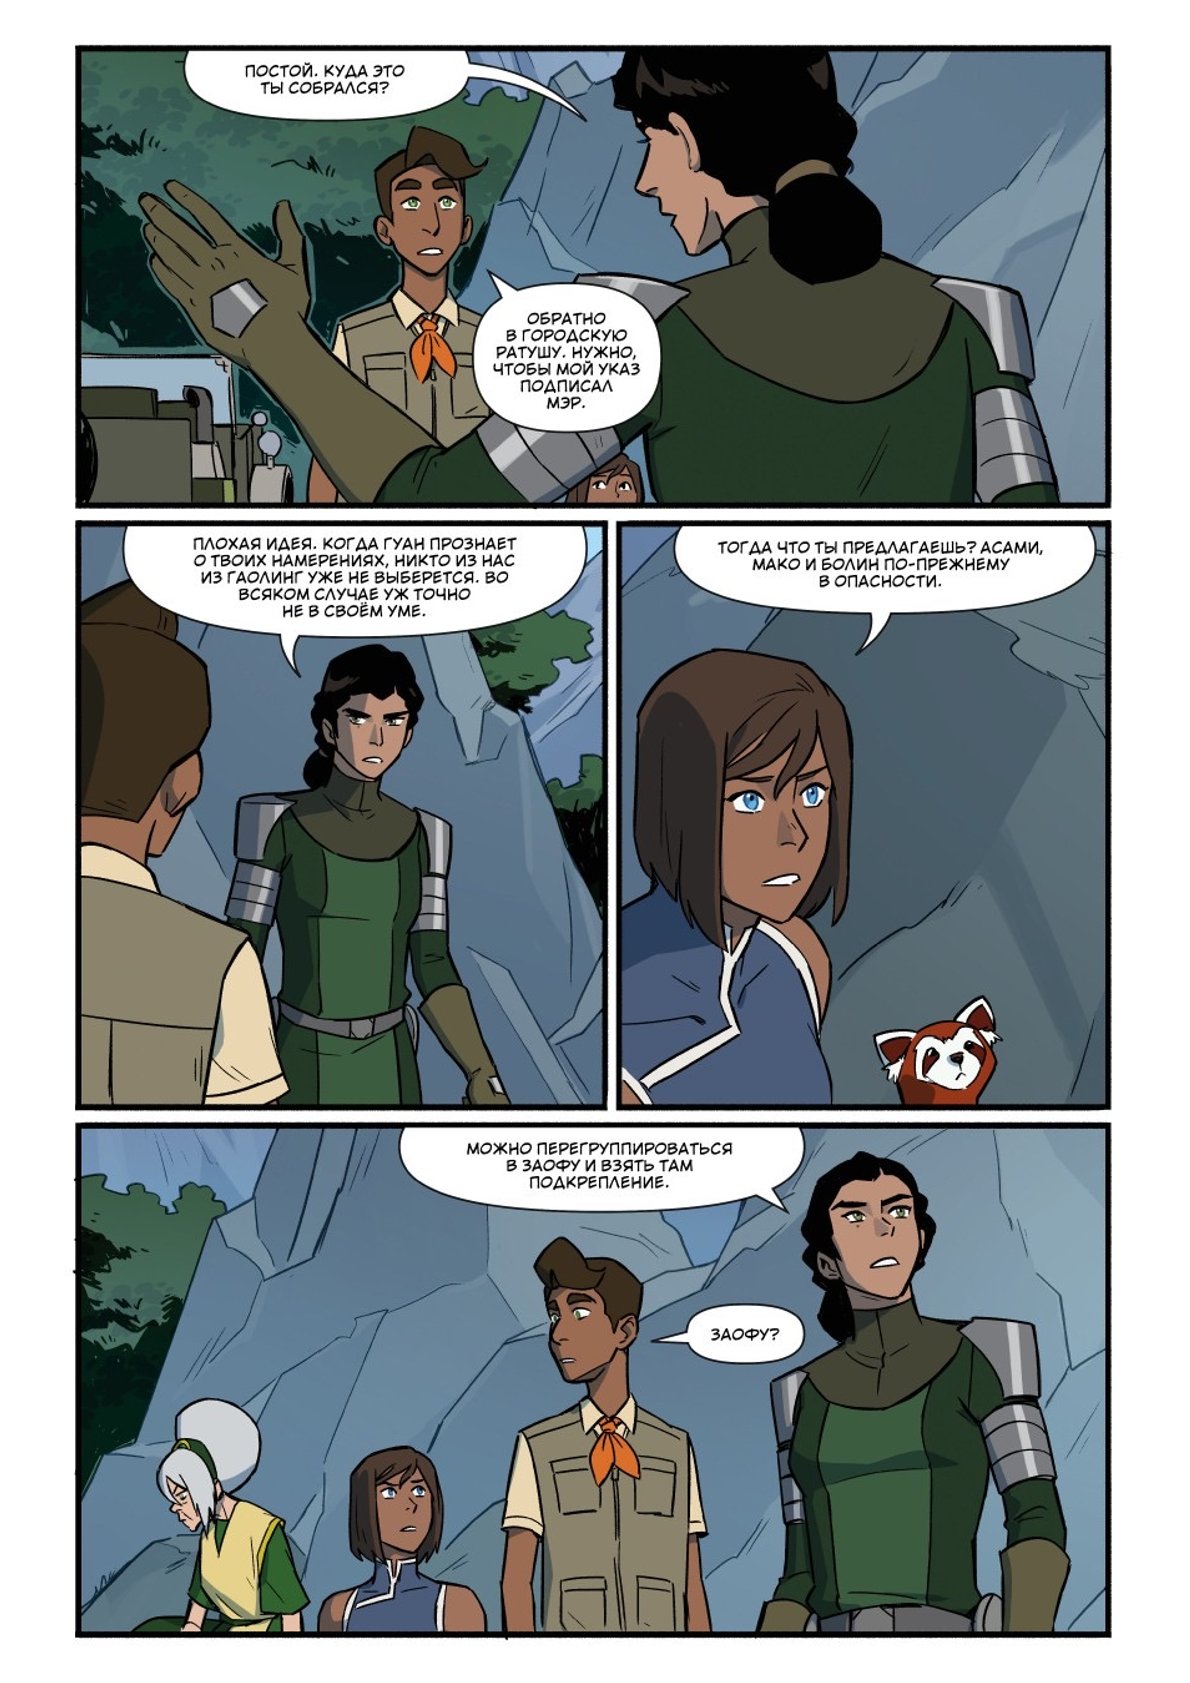 ПОСТОЙ. КУДА ЭТО
ТЫ СОБРАЛСЯ?
ОБРАТНО
В ГОРОДСКУЮ
РАТУШУ. НУЖНО,
ЧТОБЫ МОЙ УКАЗ
ПОДПИСАЛ
МЭР.
ПЛОХАЯ ИДЕЯ. КОГДА ГУАН ПРОЗНАЕТ
О ТВОИХ НАМЕРЕНИЯХ, НИКТО ИЗ НАС
ИЗ ГАОЛИНГ УЖЕ НЕ ВЫБЕРЕТСЯ. ВО
ВСЯКОМ СЛУЧАЕ УЖ ТОЧНО
НЕ В СВОЁМ УМЕ.
ТОГДА ЧТО ТЫ ПРЕДЛАГАЕШЬ? АСАМИ,
МАКО И БОЛИН ПО-ПРЕЖНЕМУ
В ОПАСНОСТИ.
МОЖНО ПЕРЕГРУППИРОВАТЬСЯ
В ЗАОФУ И ВЗЯТЬ ТАМ
ПОДКРЕПЛЕНИЕ.
ЗАОФУ?